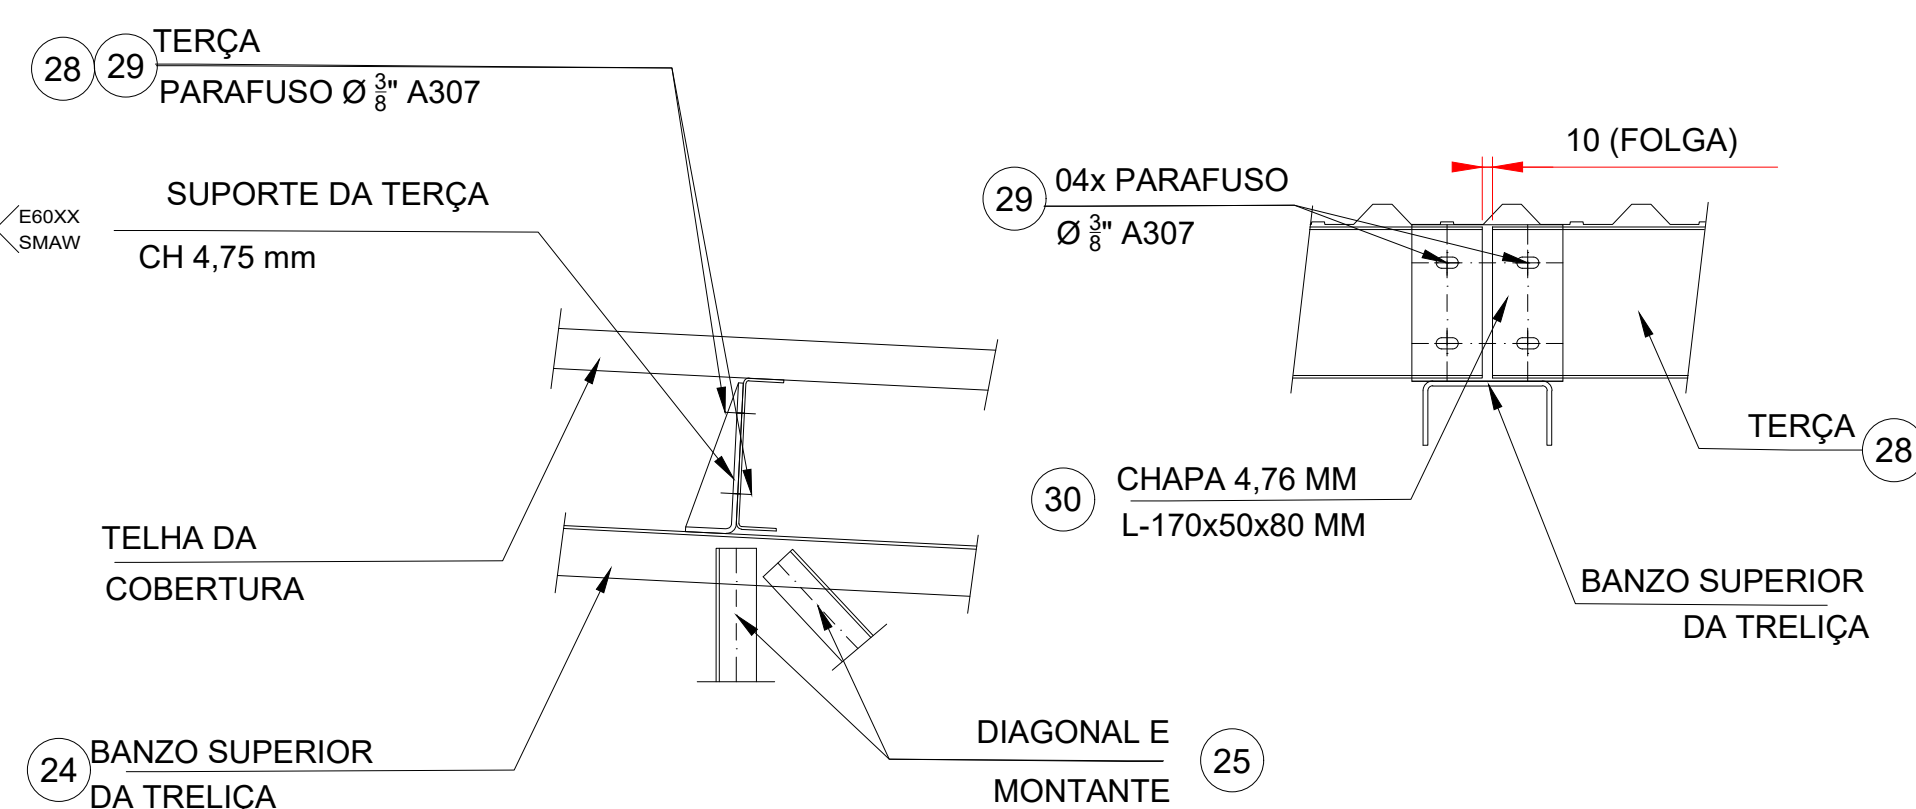 28 29 TERÇA
PARAFUSO Ø 3/8" A307
SUPORTE DA TERÇA
CH 4,75 mm
E60XX
SMAW
TELHA DA
COBERTURA
24 BANZO SUPERIOR
DA TRELIÇA
DIAGONAL E
MONTANTE
25
10 (FOLGA)
29 04x PARAFUSO
Ø 3/8" A307
TERÇA 28
30 CHAPA 4,76 MM
L-170x50x80 MM
BANZO SUPERIOR
DA TRELIÇA